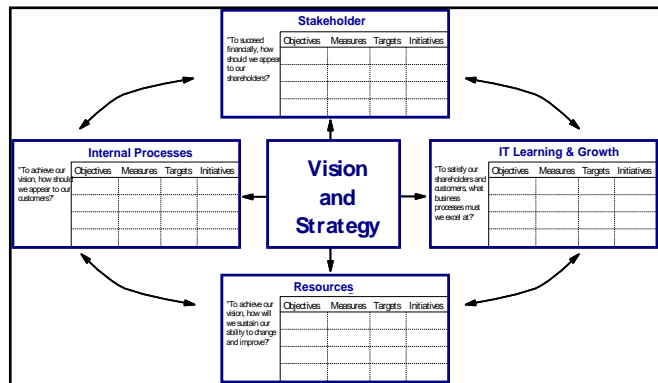 Stakeholder
"To succeed
financially, how
should we appear
to our
shareholders?"
Objectives Measures Targets Initiatives
Internal Processes
"To achieve our
vision, how should
we appear to our
customers?"
Objectives Measures Targets Initiatives
Vision
and
Strategy
IT Learning & Growth
"To satisfy our
shareholders and
customers, what
business
processes must
we excel at?"
Objectives Measures Targets Initiatives
Resources
"To achieve our
vision, how will
we sustain our
ability to change
and improve?"
Objectives Measures Targets Initiatives